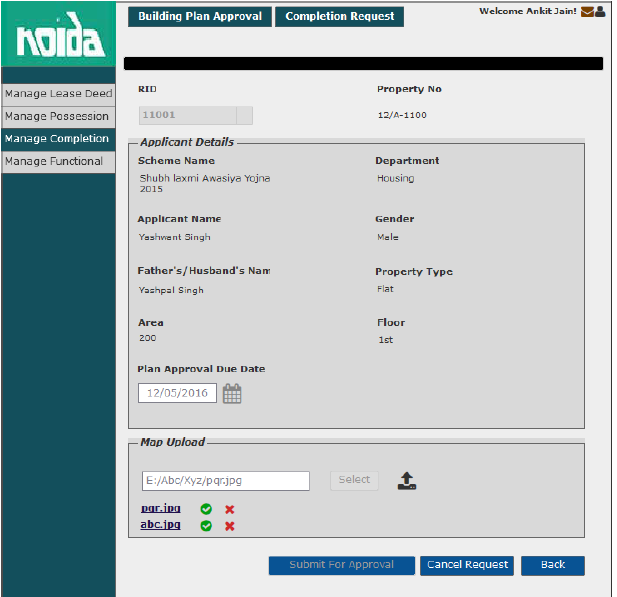 noida
Building Plan Approval
Completion Request
Welcome Ankit Jain!
Manage Lease Deed
Manage Possession
Manage Completion
Manage Functional
RID
Property No
11001
12/A-1100
Applicant Details
Scheme Name
Department
Shubh laxmi Awasiya Yojna
2015
Housing
Applicant Name
Gender
Yashwant Singh
Male
Father's/Husband's Nam
Property Type
Yashpal Singh
Flat
Area
Floor
200
1st
Plan Approval Due Date
12/05/2016
Map Upload
E:/Abc/Xyz/pqr.jpg
Select
pqr.jpg
abc.jpg
Submit For Approval
Cancel Request
Back